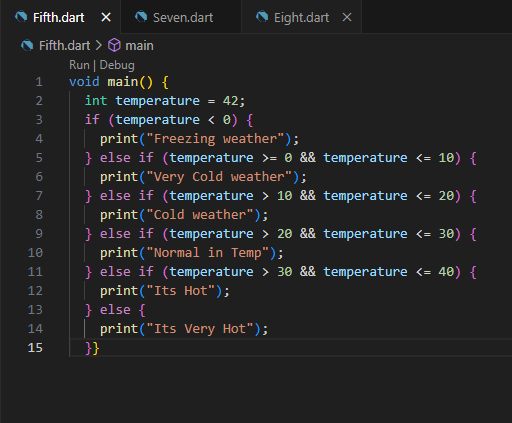 Fifth.dart × Seven.dart Eight.dart ×
Fifth.dart > main
Run | Debug
1 void main() {
2   int temperature = 42;
3   if (temperature < 0) {
4     print("Freezing weather");
5   } else if (temperature >= 0 && temperature <= 10) {
6     print("Very Cold weather");
7   } else if (temperature > 10 && temperature <= 20) {
8     print("Cold weather");
9   } else if (temperature > 20 && temperature <= 30) {
10     print("Normal in Temp");
11   } else if (temperature > 30 && temperature <= 40) {
12     print("Its Hot");
13   } else {
14     print("Its Very Hot");
15   }}